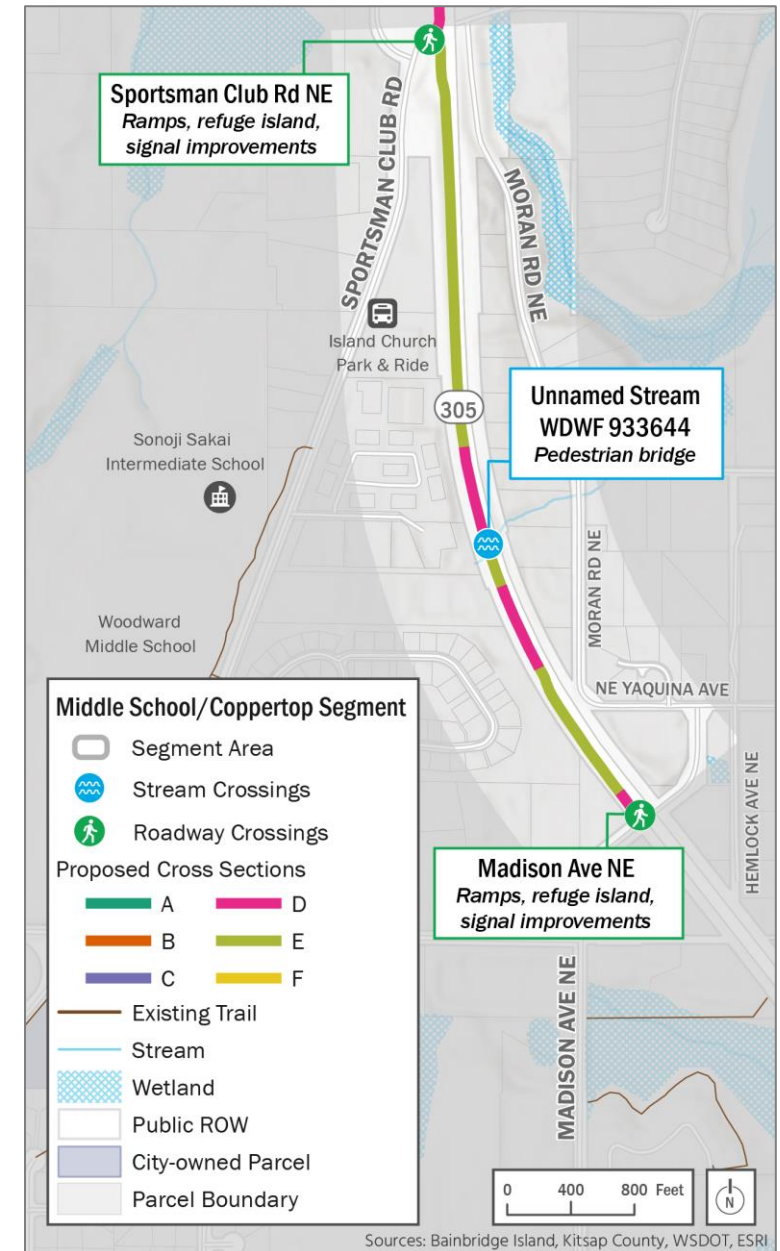 Sportsman Club Rd NE
Ramps, refuge island,
signal improvements
SPORTSMAN CLUB RD
MORAN RD NE
Island Church
Park & Ride
305
Unnamed Stream
WDWF 933644
Pedestrian bridge
Sonoji Sakai
Intermediate School
MORAN RD NE
Woodward
Middle School
NE YAQUINA AVE
HEMLOCK AVE NE
Madison Ave NE
Ramps, refuge island,
signal improvements
MADISON AVE NE
Middle School/Coppertop Segment
Segment Area
Stream Crossings
Roadway Crossings
Proposed Cross Sections
A D
B E
C F
Existing Trail
Stream
Wetland
Public ROW
City-owned Parcel
Parcel Boundary
0 400 800 Feet
N
Sources: Bainbridge Island, Kitsap County, WSDOT, ESRI